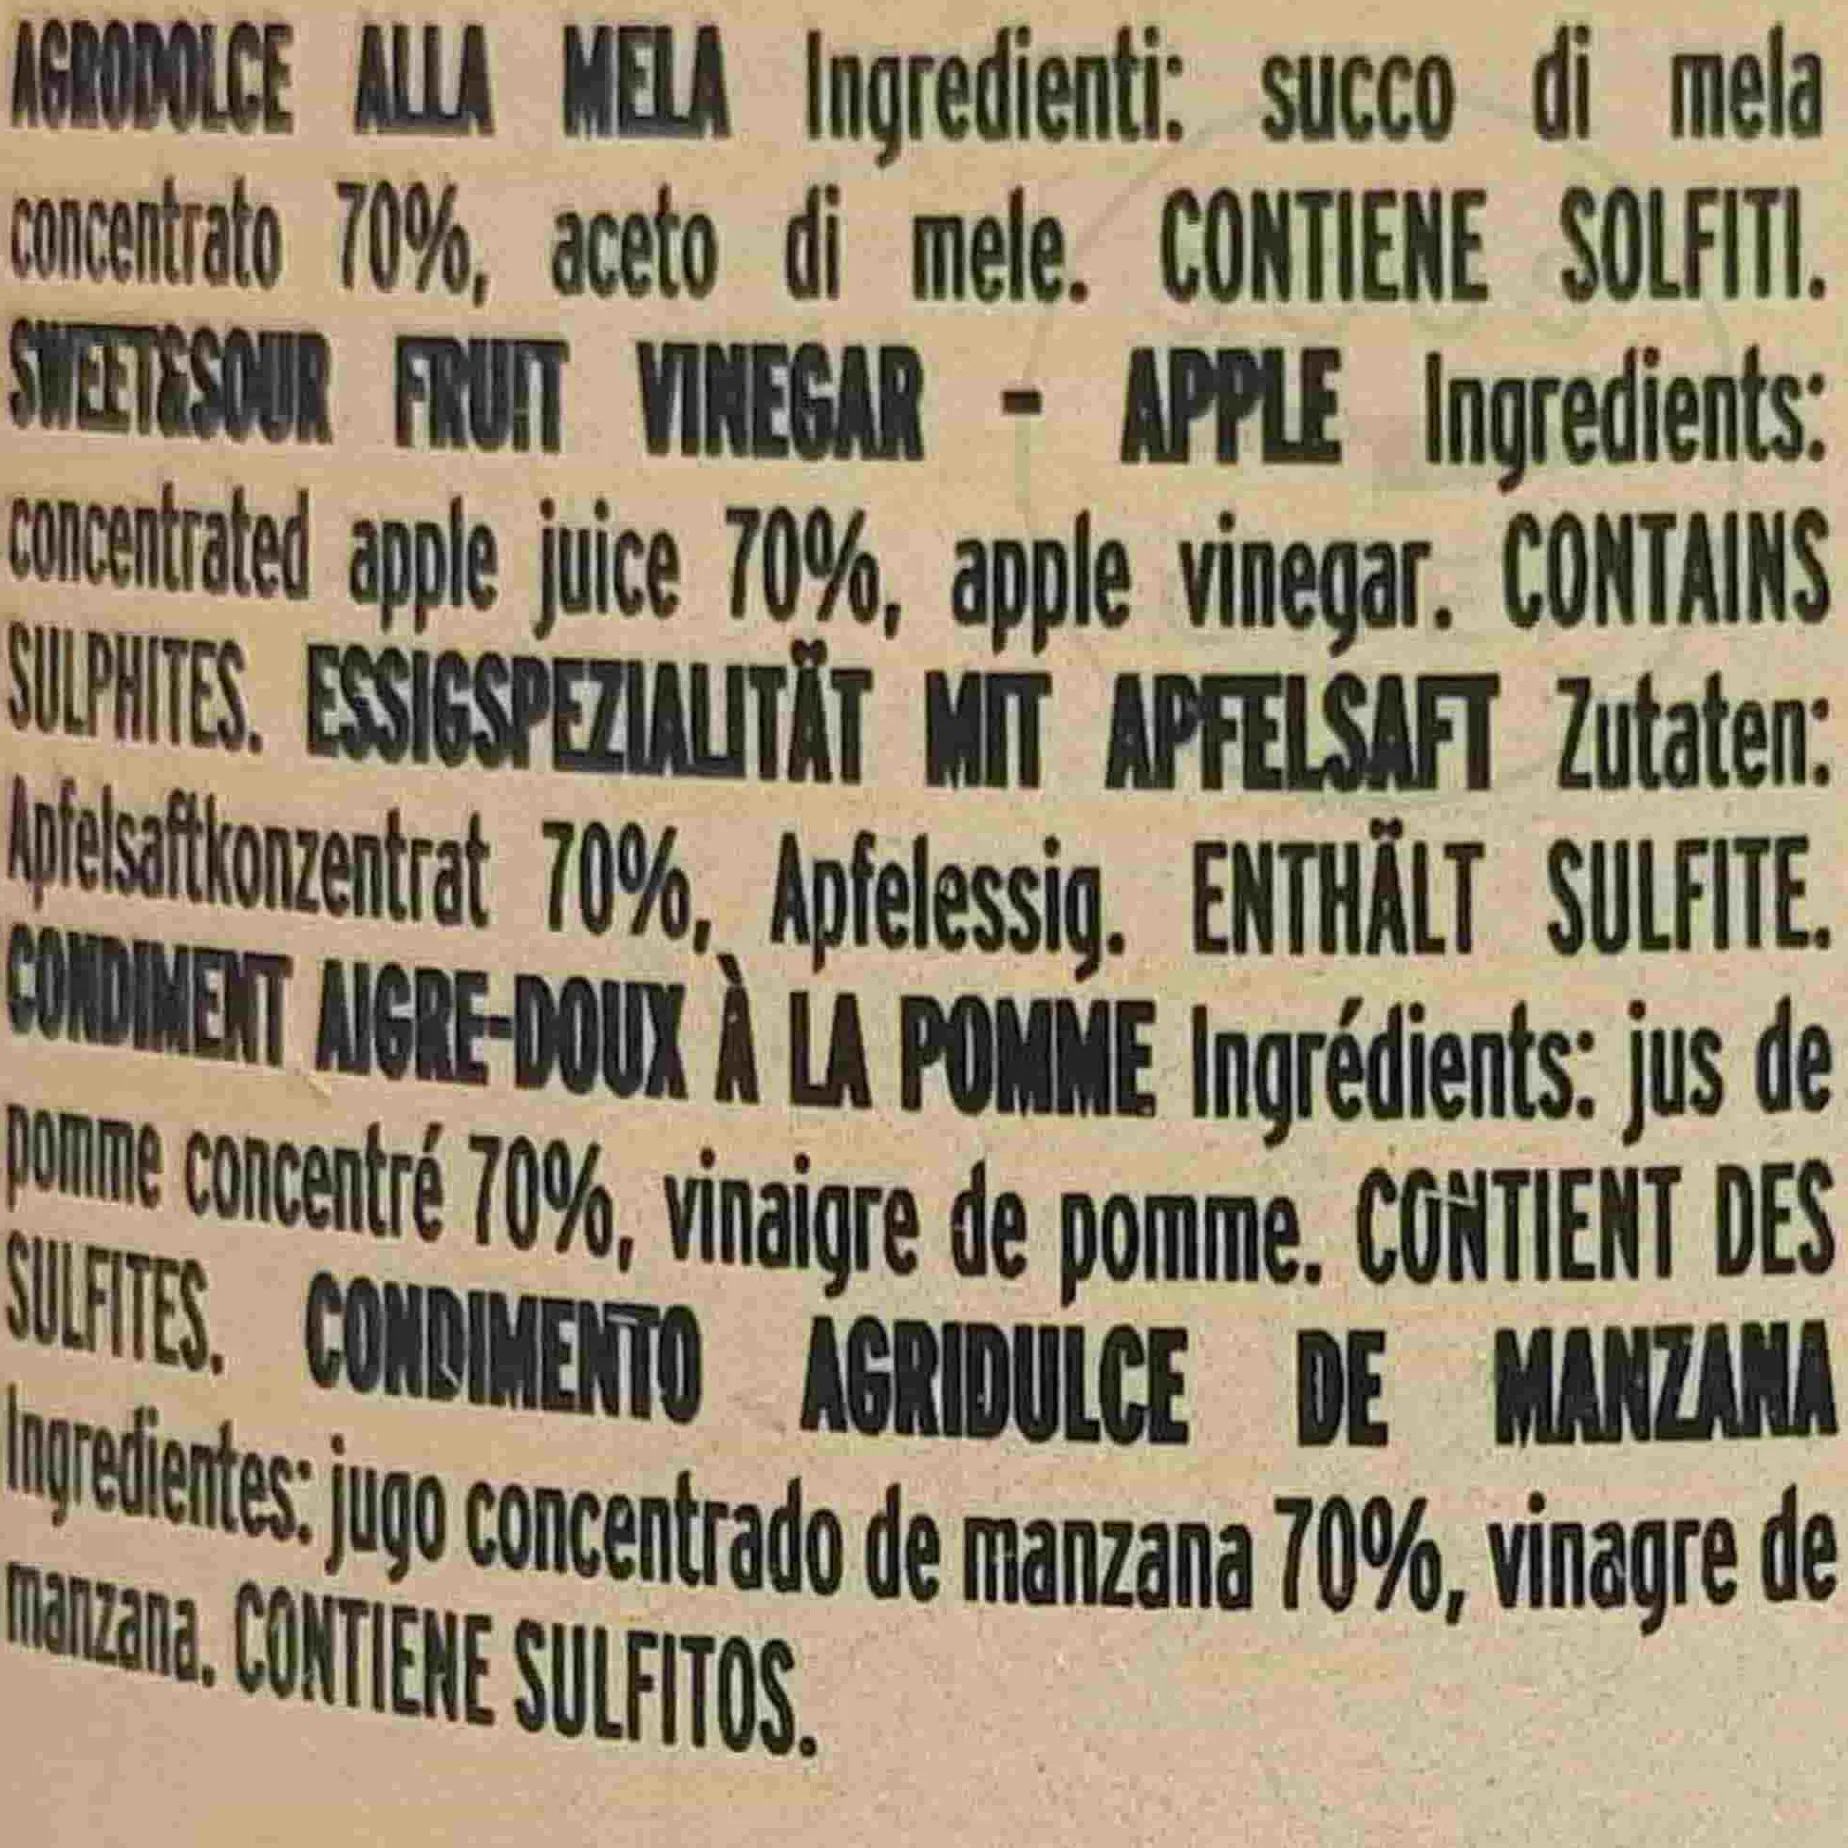 AGRODOLCE ALLA MELA Ingredienti: succo di mela
concentrato 70%, aceto di mele. CONTIENE SOLFITI.
SWEET&SOUR FRUIT VINEGAR - APPLE Ingredients:
concentrated apple juice 70%, apple vinegar. CONTAINS
SULPHITES. ESSIGSPEZIALITÄT MIT APFELSAFT Zutaten:
Apfelsaftkonzentrat 70%, Apfelessig. ENTHÄLT SULFITE.
CONDIMENT AIGRE-DOUX À LA POMME Ingrédients: jus de
pomme concentré 70%, vinaigre de pomme. CONTIENT DES
SULFITES. CONDIMENTO AGRIDULCE DE MANZANA
Ingredientes: jugo concentrado de manzana 70%, vinagre de
manzana. CONTIENE SULFITOS.